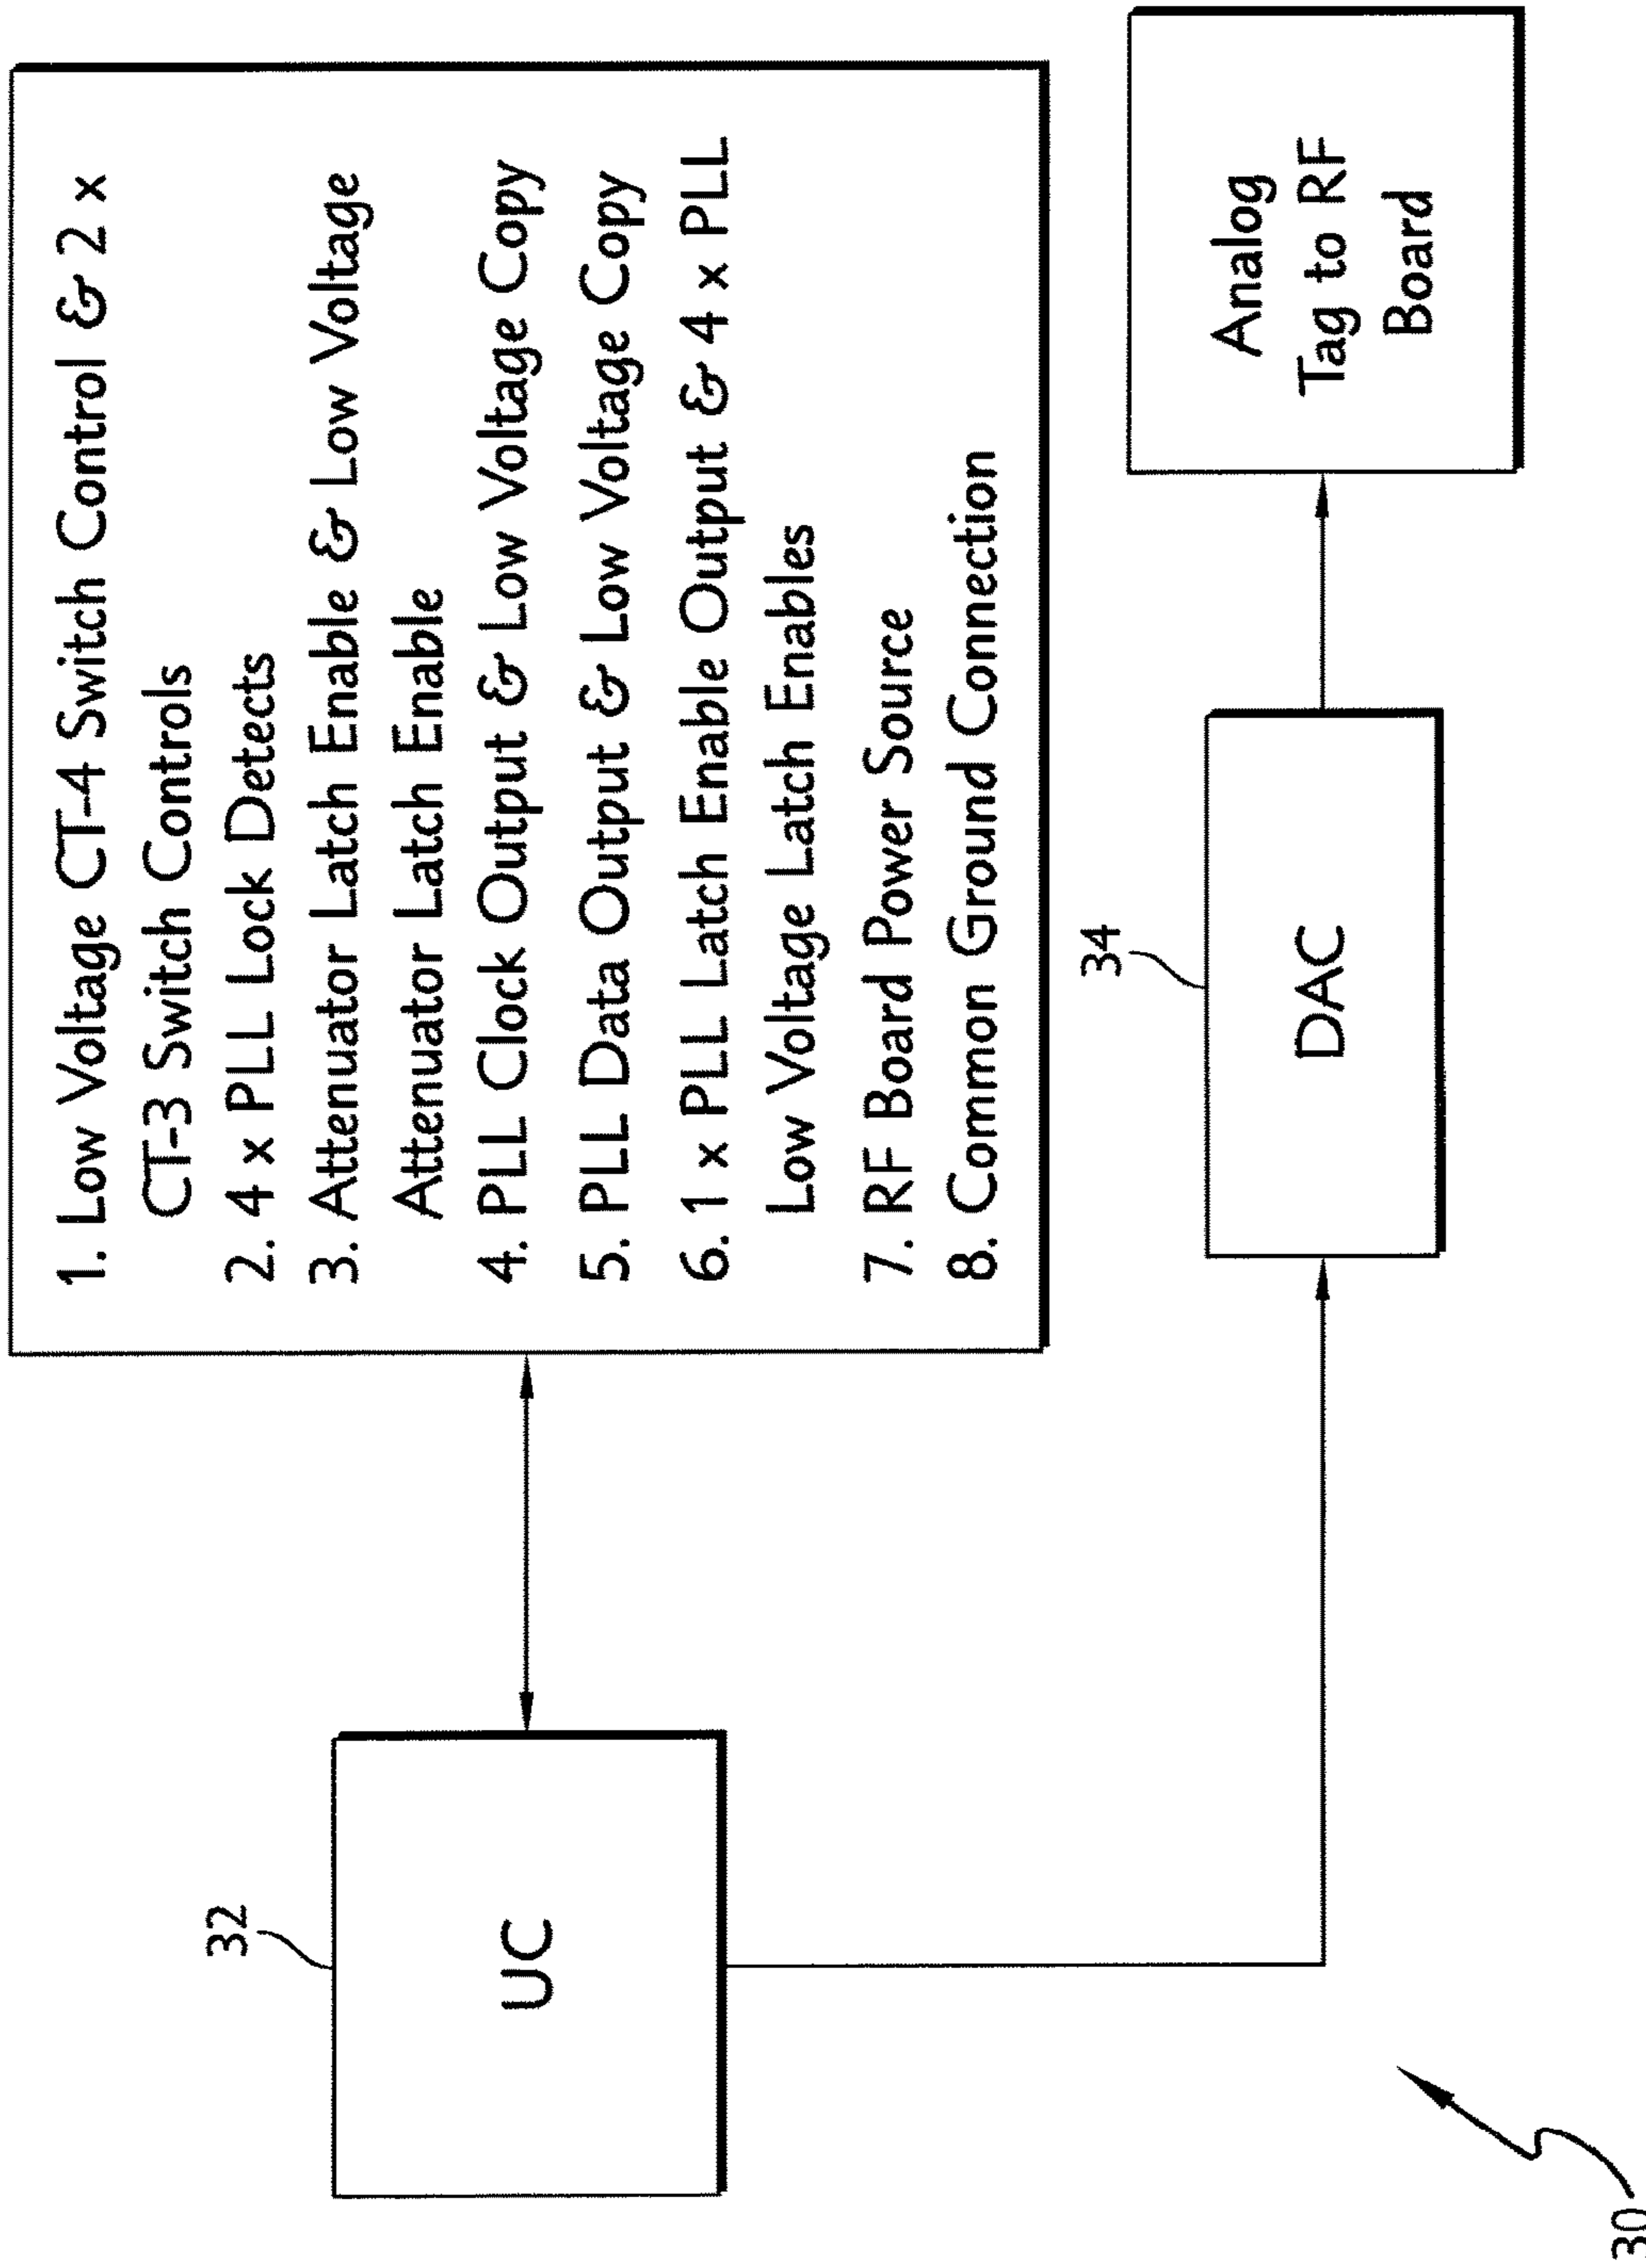 1. Low Voltage CT-4 Switch Control & 2 x
CT-3 Switch Controls
2. 4 x PLL Lock Detects
3. Attenuator Latch Enable & Low Voltage
Attenuator Latch Enable
4. PLL Clock Output & Low Voltage Copy
5. PLL Data Output & Low Voltage Copy
6. 1 x PLL Latch Enable Output & 4 x PLL
Low Voltage Latch Enables
7. RF Board Power Source
8. Common Ground Connection
32
UC
34
DAC
Analog
Tag to RF
Board
30